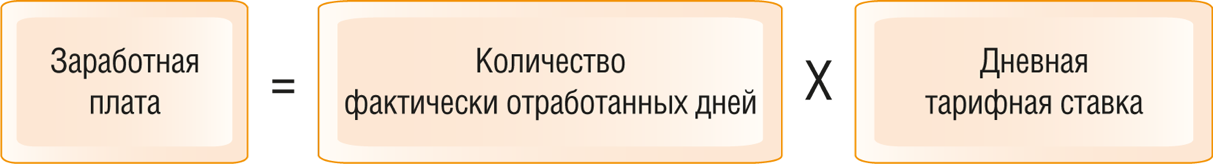 Заработная
плата
=
Количество
фактически отработанных дней
X
Дневная
тарифная ставка